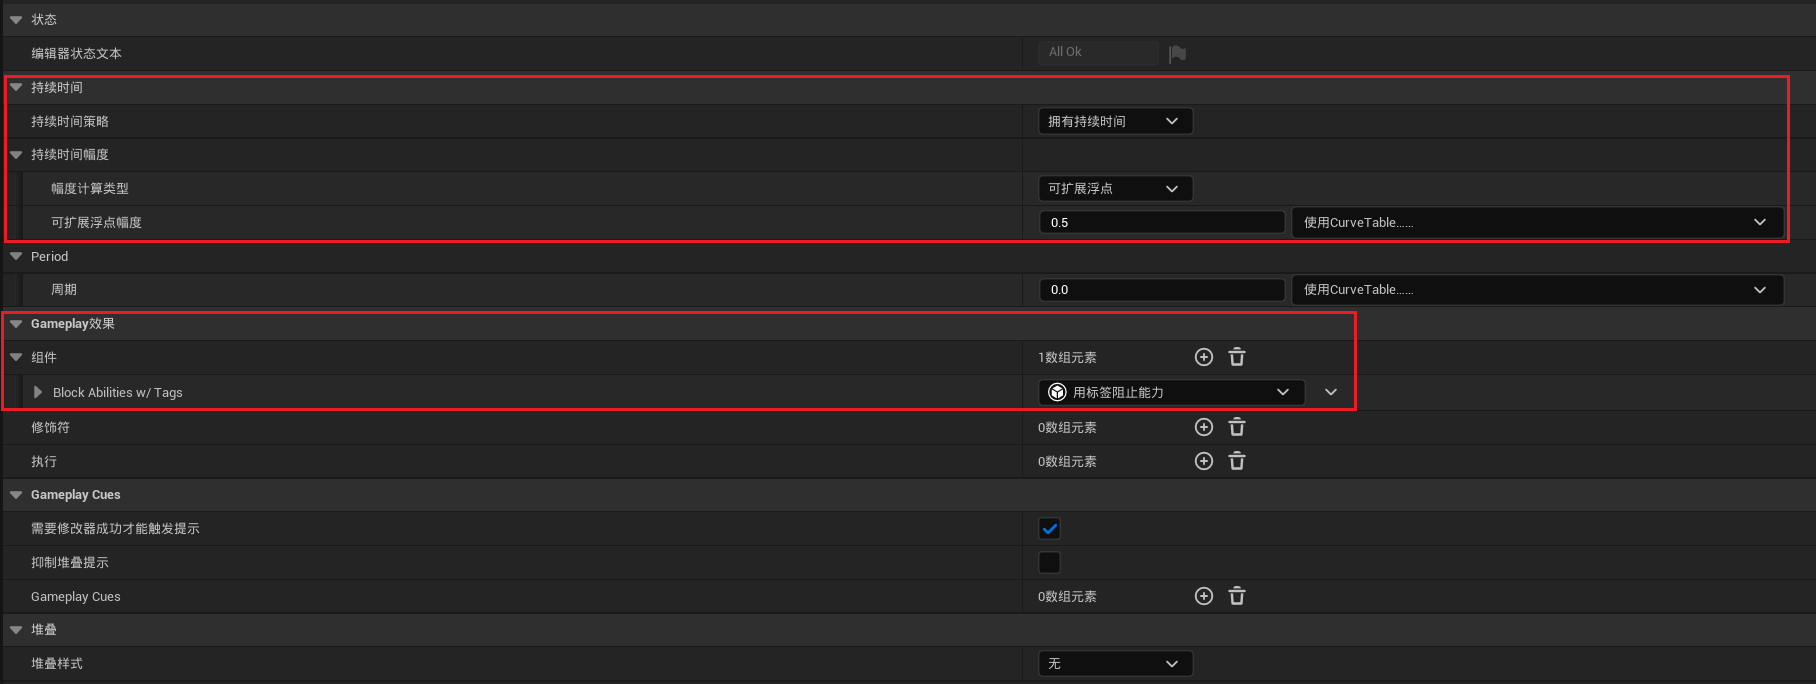 状态
编辑器状态文本 All Ok
持续时间
持续时间策略 拥有持续时间
持续时间幅度
幅度计算类型 可扩展浮点
可扩展浮点幅度 0.5 使用CurveTable......
Period
周期 0.0 使用CurveTable......
Gameplay效果
组件 1数组元素
Block Abilities w/ Tags 用标签阻止能力
修饰符 0数组元素
执行 0数组元素
Gameplay Cues
需要修改器成功才能触发提示
抑制堆叠提示
Gameplay Cues 0数组元素
堆叠
堆叠样式 无